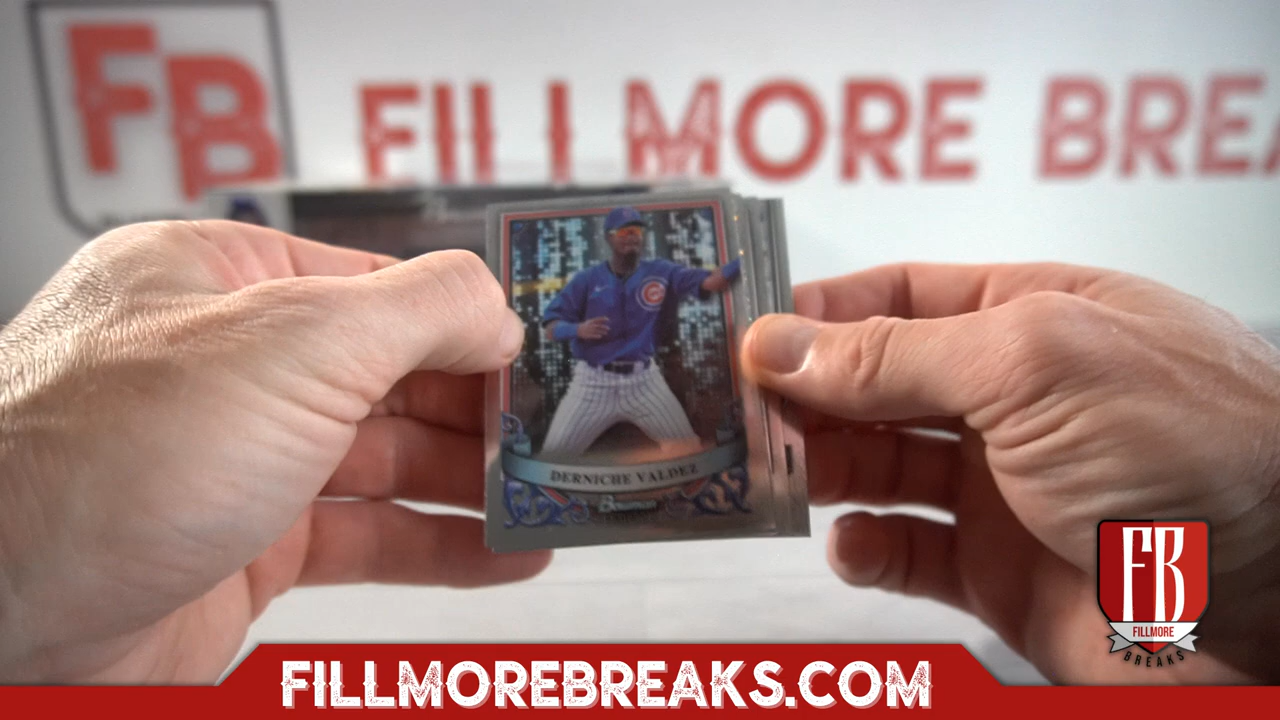 FB
FILLMORE BREA
C
DERNICHE VALDEZ
Bowman
FB
FILLMORE
BREAKS
FILLMOREBREAKS.COM